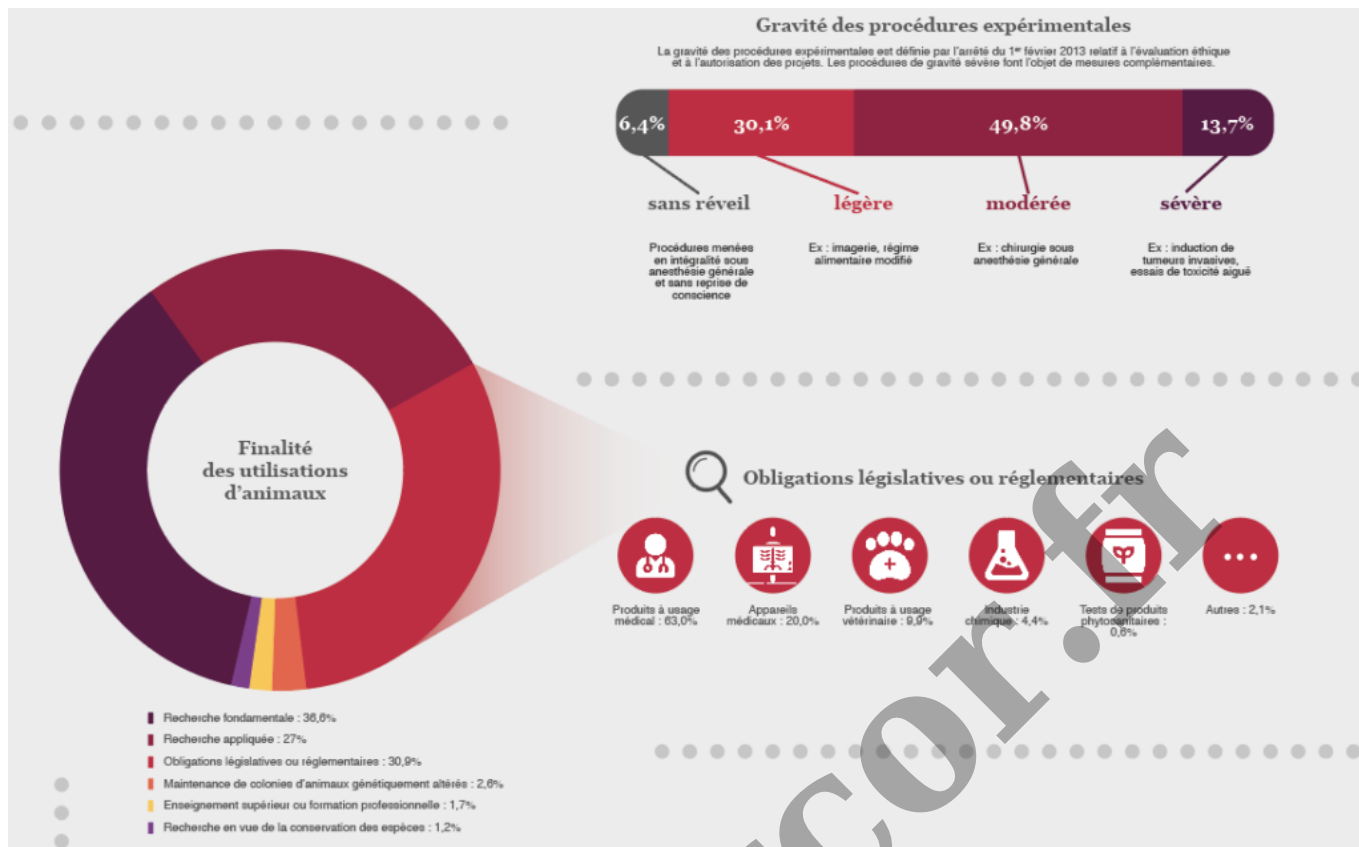 Gravité des procédures expérimentales
La gravité des procédures expérimentales est définie par l'arrêté du 1er février 2013 relatif à l'évaluation éthique
et à l'autorisation des projets. Les procédures de gravité sévère font l'objet de mesures complémentaires.
6,4%
30,1%
49,8%
13,7%
sans réveil
légère
modérée
sévère
Procédures menées
en intégralité sous
anesthésie générale
et sans reprise de
conscience
Ex : imagerie, régime
alimentaire modifié
Ex : chirurgie sous
anesthésie générale
Ex : induction de
tumeurs invasives,
essais de toxicité aiguë
Finalité
des utilisations
d'animaux
Obligations législatives ou réglementaires
Produits à usage
médical : 63,0%
Appareils
médicaux : 20,0%
Produits à usage
vétérinaire : 9,9%
Industrie
chimique : 4,4%
Tests de produits
phytosanitaires :
0,6%
Autres : 2,1%
Recherche fondamentale : 36,6%
Recherche appliquée : 27%
Obligations législatives ou réglementaires : 30,9%
Maintenance de colonies d'animaux génétiquement altérés : 2,6%
Enseignement supérieur ou formation professionnelle : 1,7%
Recherche en vue de la conservation des espèces : 1,2%
cor.fr